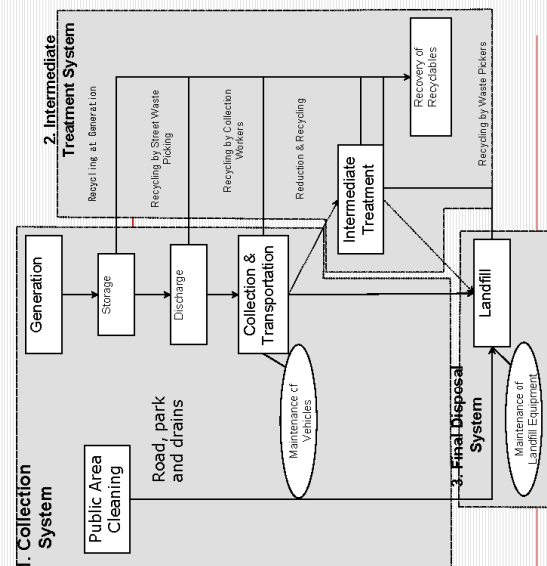 2. Intermediate
Treatment System
Recycling at Generation
Recycling by Street Waste
Picking
Recycling by Collection
Workers
Reduction & Recycling
Recovery of
Recyclables
Recycling by Waste Pickers
Intermediate
Treatment
Generation
Storage
Discharge
Collection &
Transportation
Landfill
Maintenance of
Vehicles
Maintenance of
Landfill Equipment
Road, park
and drains
Public Area
Cleaning
1. Collection
System
3. Final Disposal
System